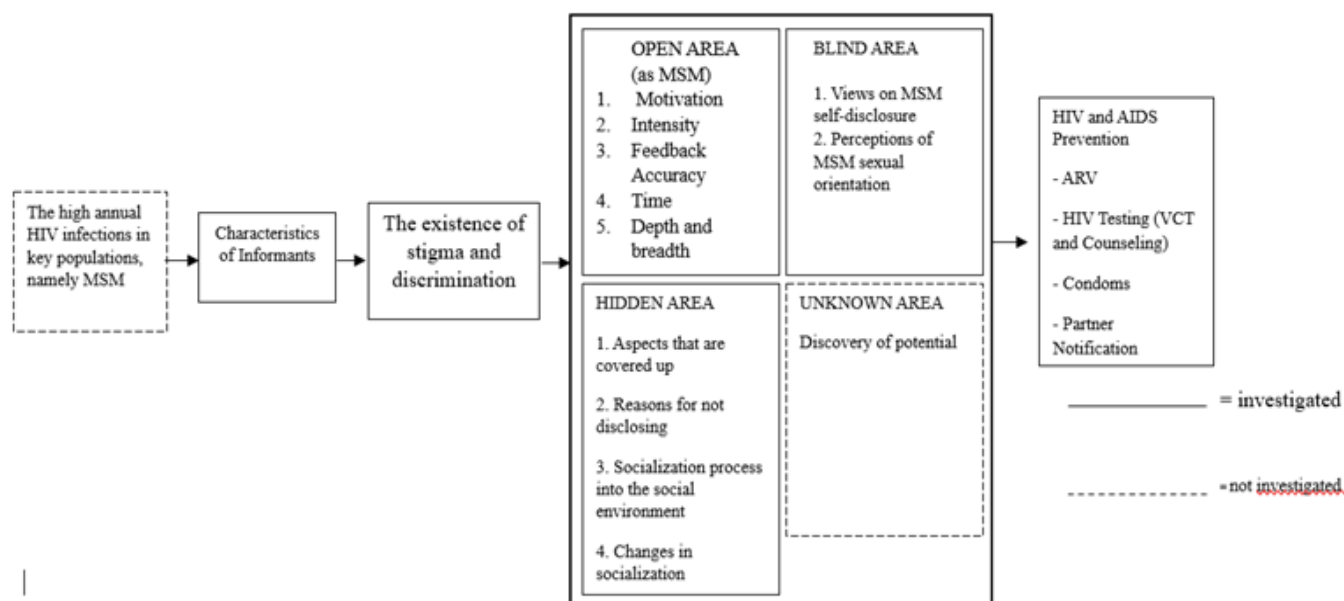 The high annual
HIV infections in
key populations,
namely MSM
Characteristics
of Informants
The existence of
stigma and
discrimination
OPEN AREA
(as MSM)
1. Motivation
2. Intensity
3. Feedback
Accuracy
4. Time
5. Depth and
breadth
BLIND AREA
1. Views on MSM
self-disclosure
2. Perceptions of
MSM sexual
orientation
HIDDEN AREA
1. Aspects that are
covered up
2. Reasons for not
disclosing
3. Socialization process
into the social
environment
4. Changes in
socialization
UNKNOWN AREA
Discovery of potential
HIV and AIDS
Prevention
- ARV
- HIV Testing (VCT
and Counseling)
- Condoms
- Partner
Notification
= investigated
=not investigated